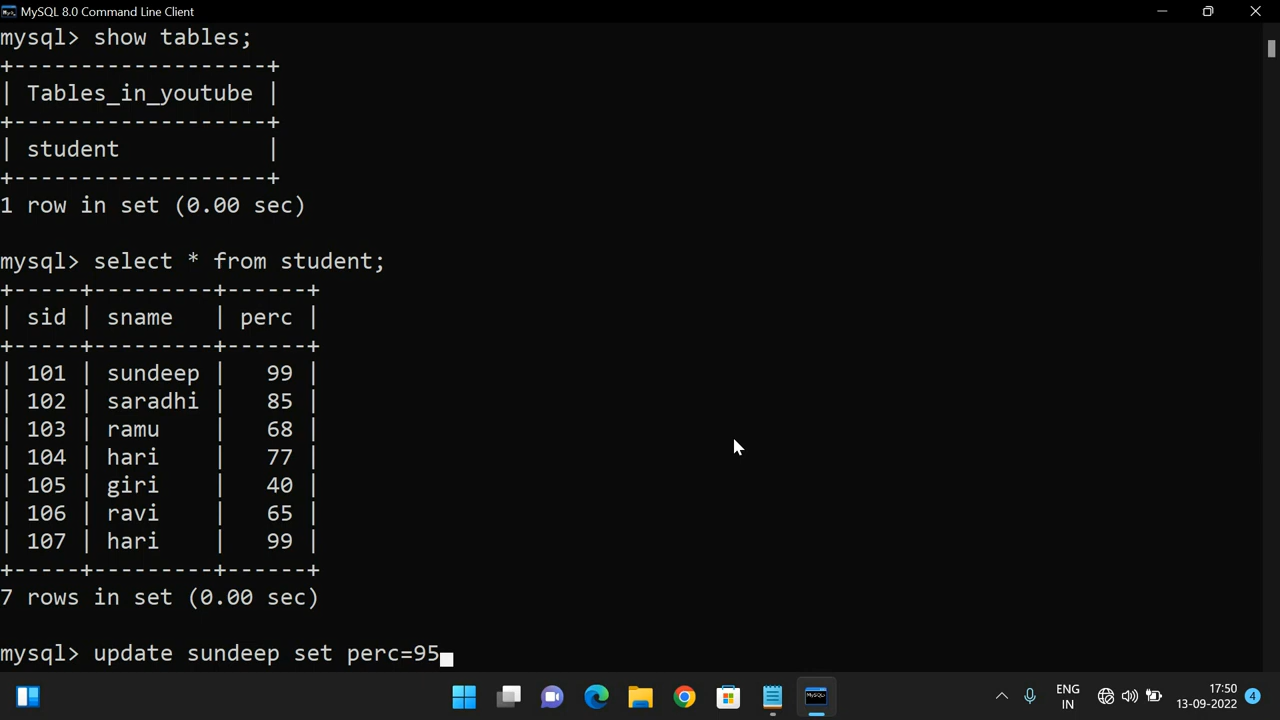 MySQL 8.0 Command Line Client
mysql> show tables;
+-------------------+
| Tables_in_youtube |
+-------------------+
| student           |
+-------------------+
1 row in set (0.00 sec)
mysql> select * from student;
+-----+---------+------+
| sid | sname   | perc |
+-----+---------+------+
| 101 | sundeep |   99 |
| 102 | saradhi |   85 |
| 103 | ramu    |   68 |
| 104 | hari    |   77 |
| 105 | giri    |   40 |
| 106 | ravi    |   65 |
| 107 | hari    |   99 |
+-----+---------+------+
7 rows in set (0.00 sec)
mysql> update sundeep set perc=95
ENG
IN
17:50
13-09-2022
4